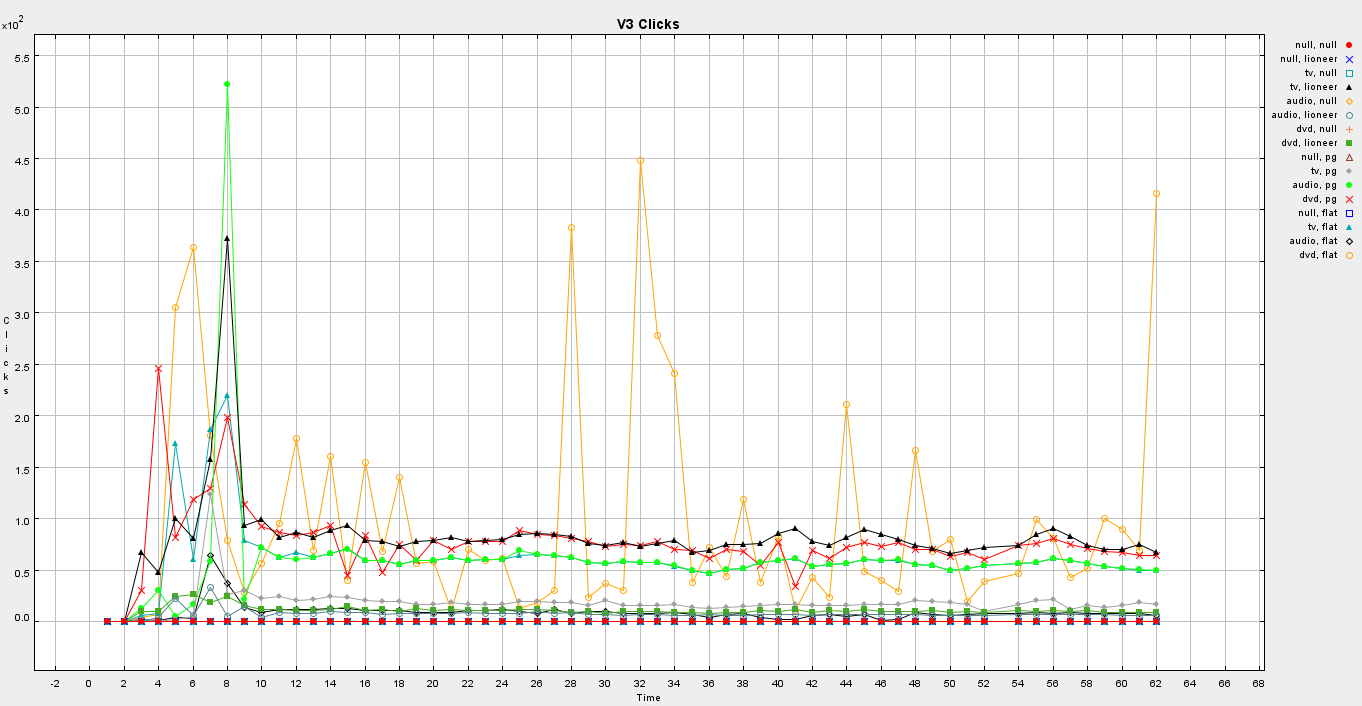 V3 Clicks
x10^2
5.5
5.0
4.5
4.0
3.5
3.0
2.5
2.0
1.5
1.0
0.5
0.0
Clicks
-2 0 2 4 6 8 10 12 14 16 18 20 22 24 26 28 30 32 34 36 38 40 42 44 46 48 50 52 54 56 58 60 62 64 66 68
Time
null, null
null, lioneer
tv, null
tv, lioneer
audio, null
audio, lioneer
dvd, null
dvd, lioneer
null, pg
tv, pg
audio, pg
dvd, pg
null, flat
tv, flat
audio, flat
dvd, flat